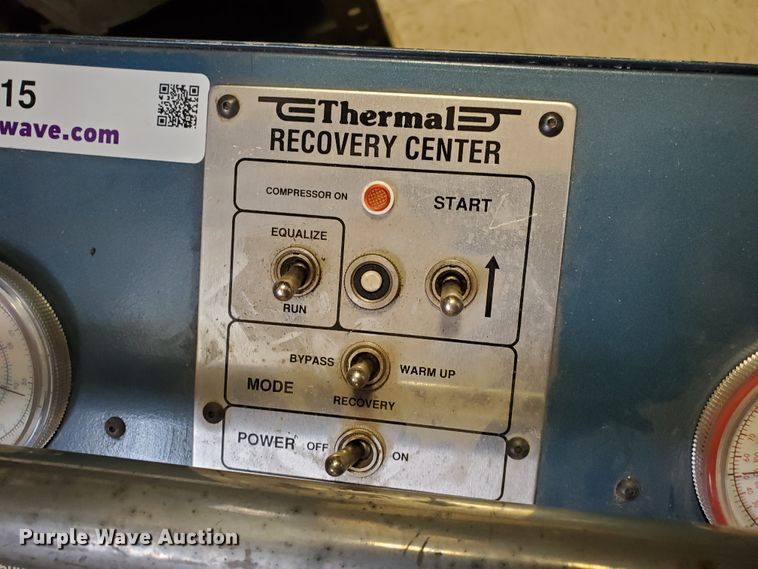 15
wave.com
Thermal
RECOVERY CENTER
COMPRESSOR ON
START
EQUALIZE
RUN
BYPASS
WARM UP
MODE
RECOVERY
POWER
OFF
ON
Purple Wave Auction